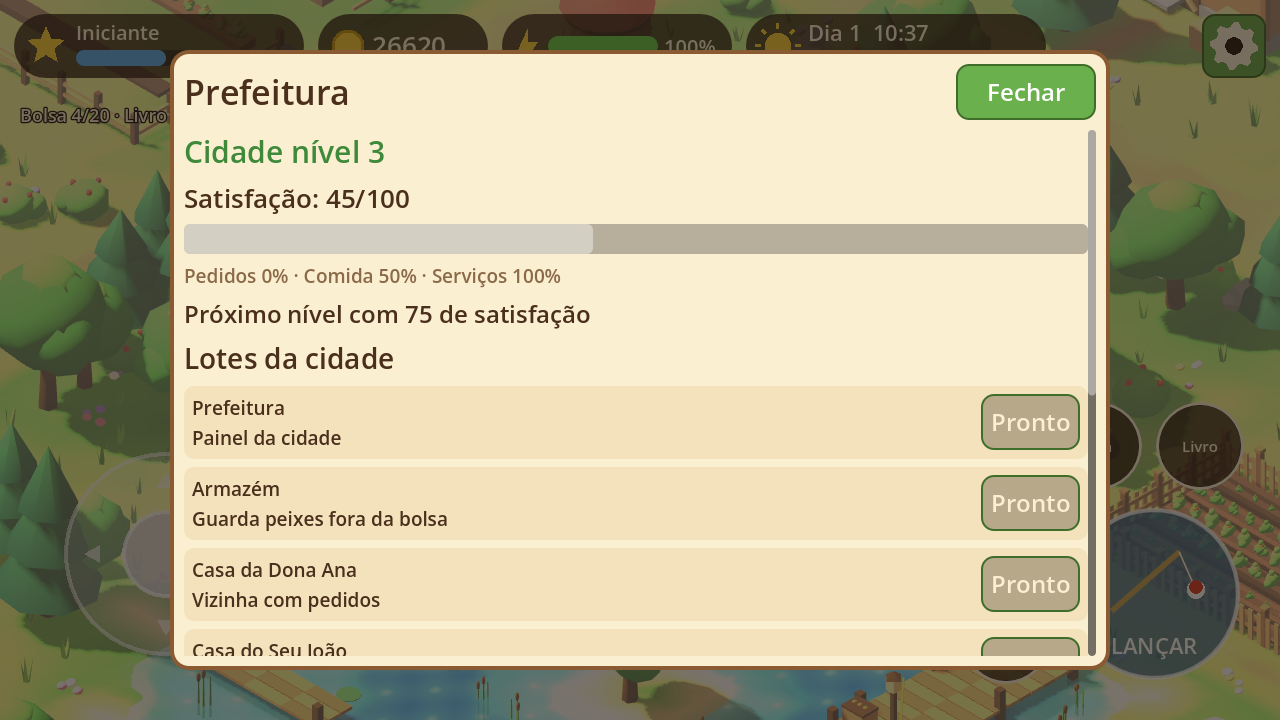 Iniciante
26620
100%
Dia 1 10:37
Bolsa 4/20 · Livro
Prefeitura
Fechar
Cidade nível 3
Satisfação: 45/100
Pedidos 0% · Comida 50% · Serviços 100%
Próximo nível com 75 de satisfação
Lotes da cidade
Prefeitura
Painel da cidade
Pronto
Armazém
Guarda peixes fora da bolsa
Pronto
Casa da Dona Ana
Vizinha com pedidos
Pronto
Casa do Seu João
Livro
LANÇAR